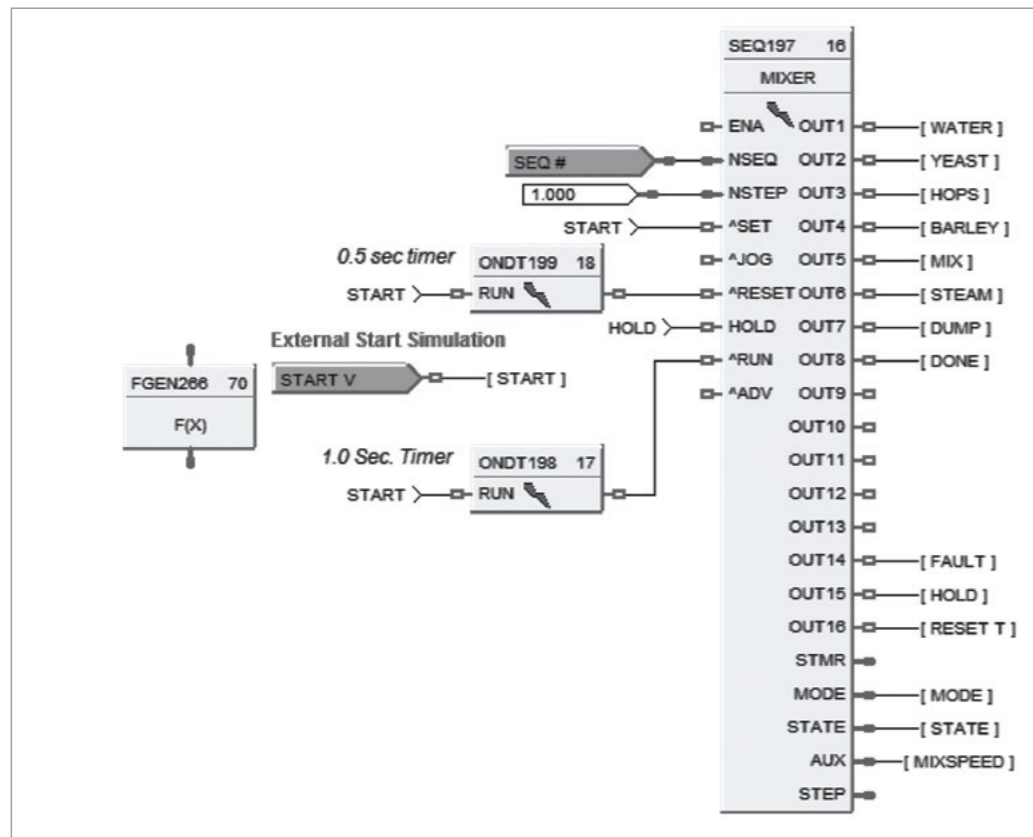 SEQ197 16
MIXER
ENA OUT1 [ WATER ]
SEQ # NSEQ OUT2 [ YEAST ]
1.000 NSTEP OUT3 [ HOPS ]
START ^SET OUT4 [ BARLEY ]
0.5 sec timer
ONDT199 18
^JOG OUT5 [ MIX ]
START RUN ^RESET OUT6 [ STEAM ]
HOLD HOLD OUT7 [ DUMP ]
External Start Simulation
^RUN OUT8 [ DONE ]
FGEN266 70
START V [ START ]
^ADV OUT9
F(X)
OUT10
1.0 Sec. Timer
ONDT198 17
OUT11
START RUN
OUT12
OUT13
OUT14 [ FAULT ]
OUT15 [ HOLD ]
OUT16 [ RESET T ]
STMR
MODE [ MODE ]
STATE [ STATE ]
AUX [ MIXSPEED ]
STEP